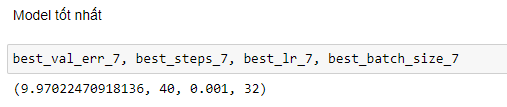 Model tốt nhất
best_val_err_7, best_steps_7, best_lr_7, best_batch_size_7
(9.97022470918136, 40, 0.001, 32)